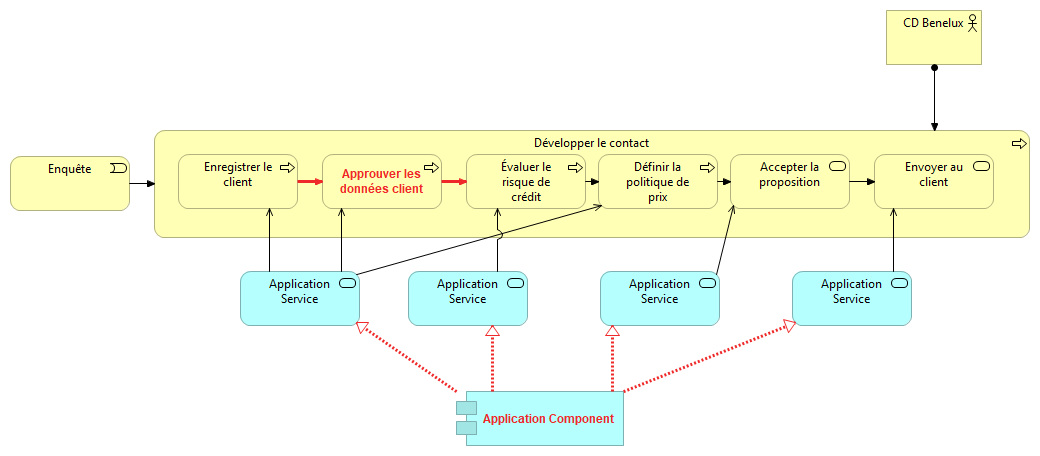 CD Benelux
Développer le contact
Enquête
Enregistrer le
client
Approuver les
données client
Évaluer le
risque de
crédit
Définir la
politique de
prix
Accepter la
proposition
Envoyer au
client
Application
Service
Application
Service
Application
Service
Application
Service
Application Component